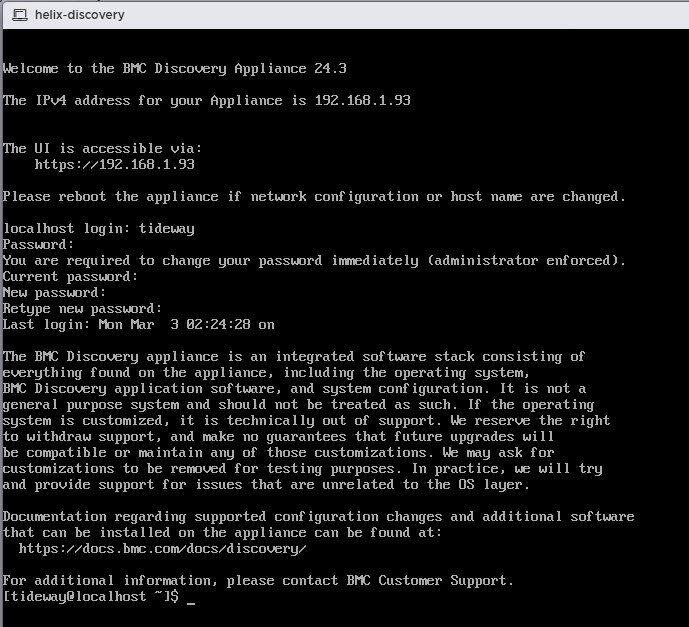 helix-discovery
Welcome to the BMC Discovery Appliance 24.3
The IPv4 address for your Appliance is 192.168.1.93
The UI is accessible via:
https://192.168.1.93
Please reboot the appliance if network configuration or host name are changed.
localhost login: tideway
Password:
You are required to change your password immediately (administrator enforced).
Current password:
New password:
Retype new password:
Last login: Mon Mar  3 02:24:28 on
The BMC Discovery appliance is an integrated software stack consisting of
everything found on the appliance, including the operating system,
BMC Discovery application software, and system configuration. It is not a
general purpose system and should not be treated as such. If the operating
system is customized, it is technically out of support. We reserve the right
to withdraw support, and make no guarantees that future upgrades will
be compatible or maintain any of those customizations. We may ask for
customizations to be removed for testing purposes. In practice, we will try
and provide support for issues that are unrelated to the OS layer.
Documentation regarding supported configuration changes and additional software
that can be installed on the appliance can be found at:
https://docs.bmc.com/docs/discovery/
For additional information, please contact BMC Customer Support.
[tideway@localhost ~]$ _